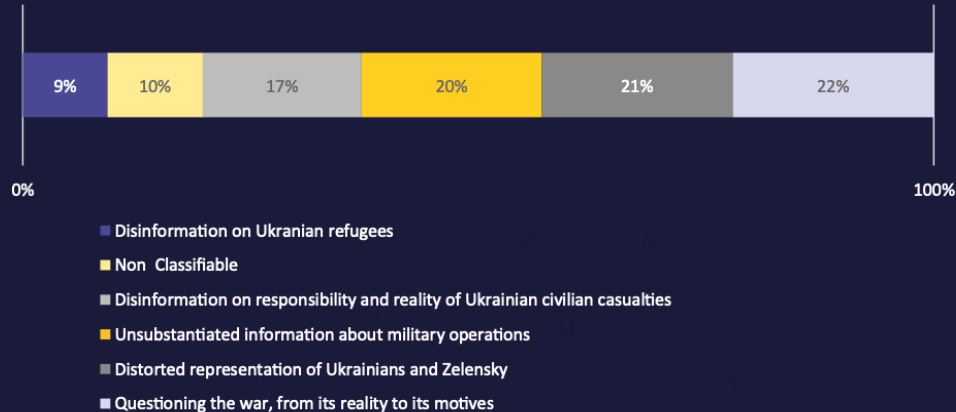 9% 10% 17% 20% 21% 22%
0% 100%
Disinformation on Ukranian refugees
Non Classifiable
Disinformation on responsibility and reality of Ukrainian civilian casualties
Unsubstantiated information about military operations
Distorted representation of Ukrainians and Zelensky
Questioning the war, from its reality to its motives